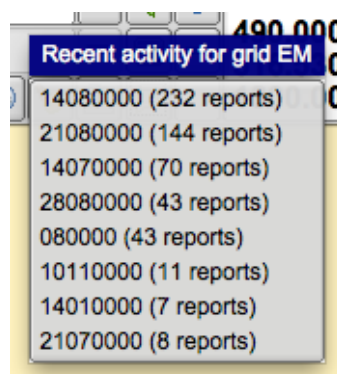 490.000
Recent activity for grid EM
14080000 (232 reports)
21080000 (144 reports)
14070000 (70 reports)
28080000 (43 reports)
080000 (43 reports)
10110000 (11 reports)
14010000 (7 reports)
21070000 (8 reports)